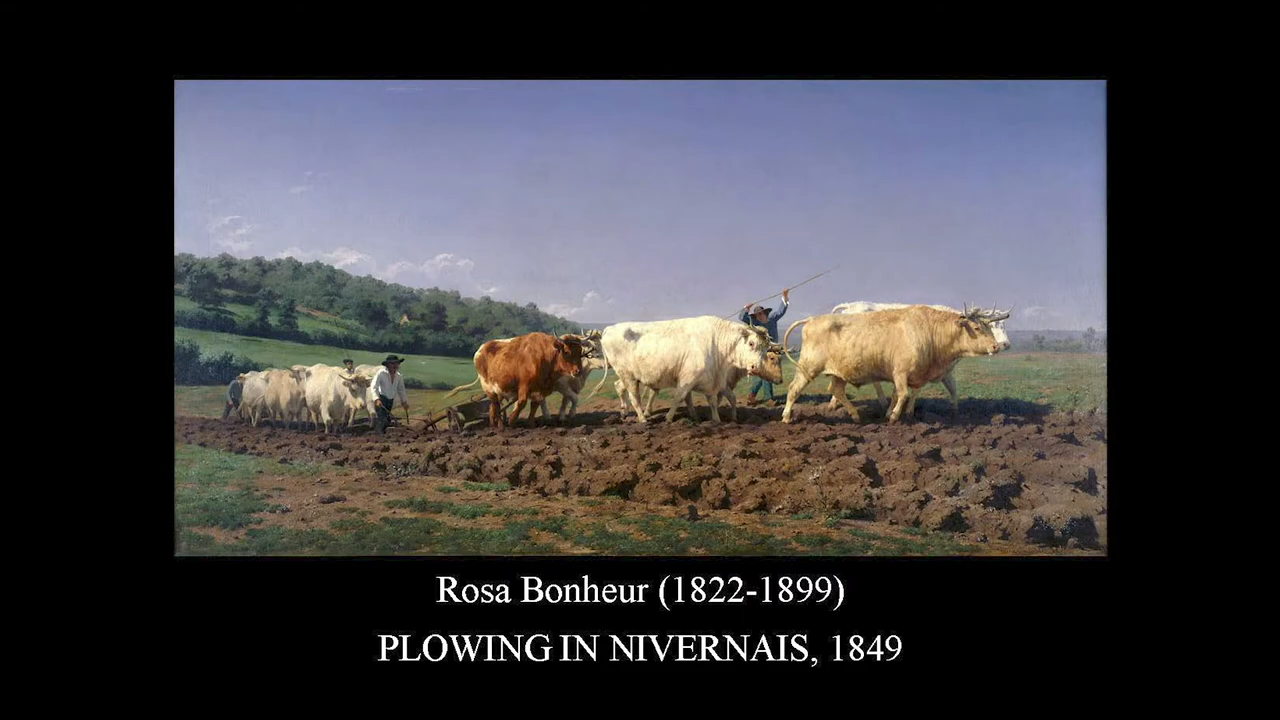 Rosa Bonheur (1822-1899)
PLOWING IN NIVERNAIS, 1849